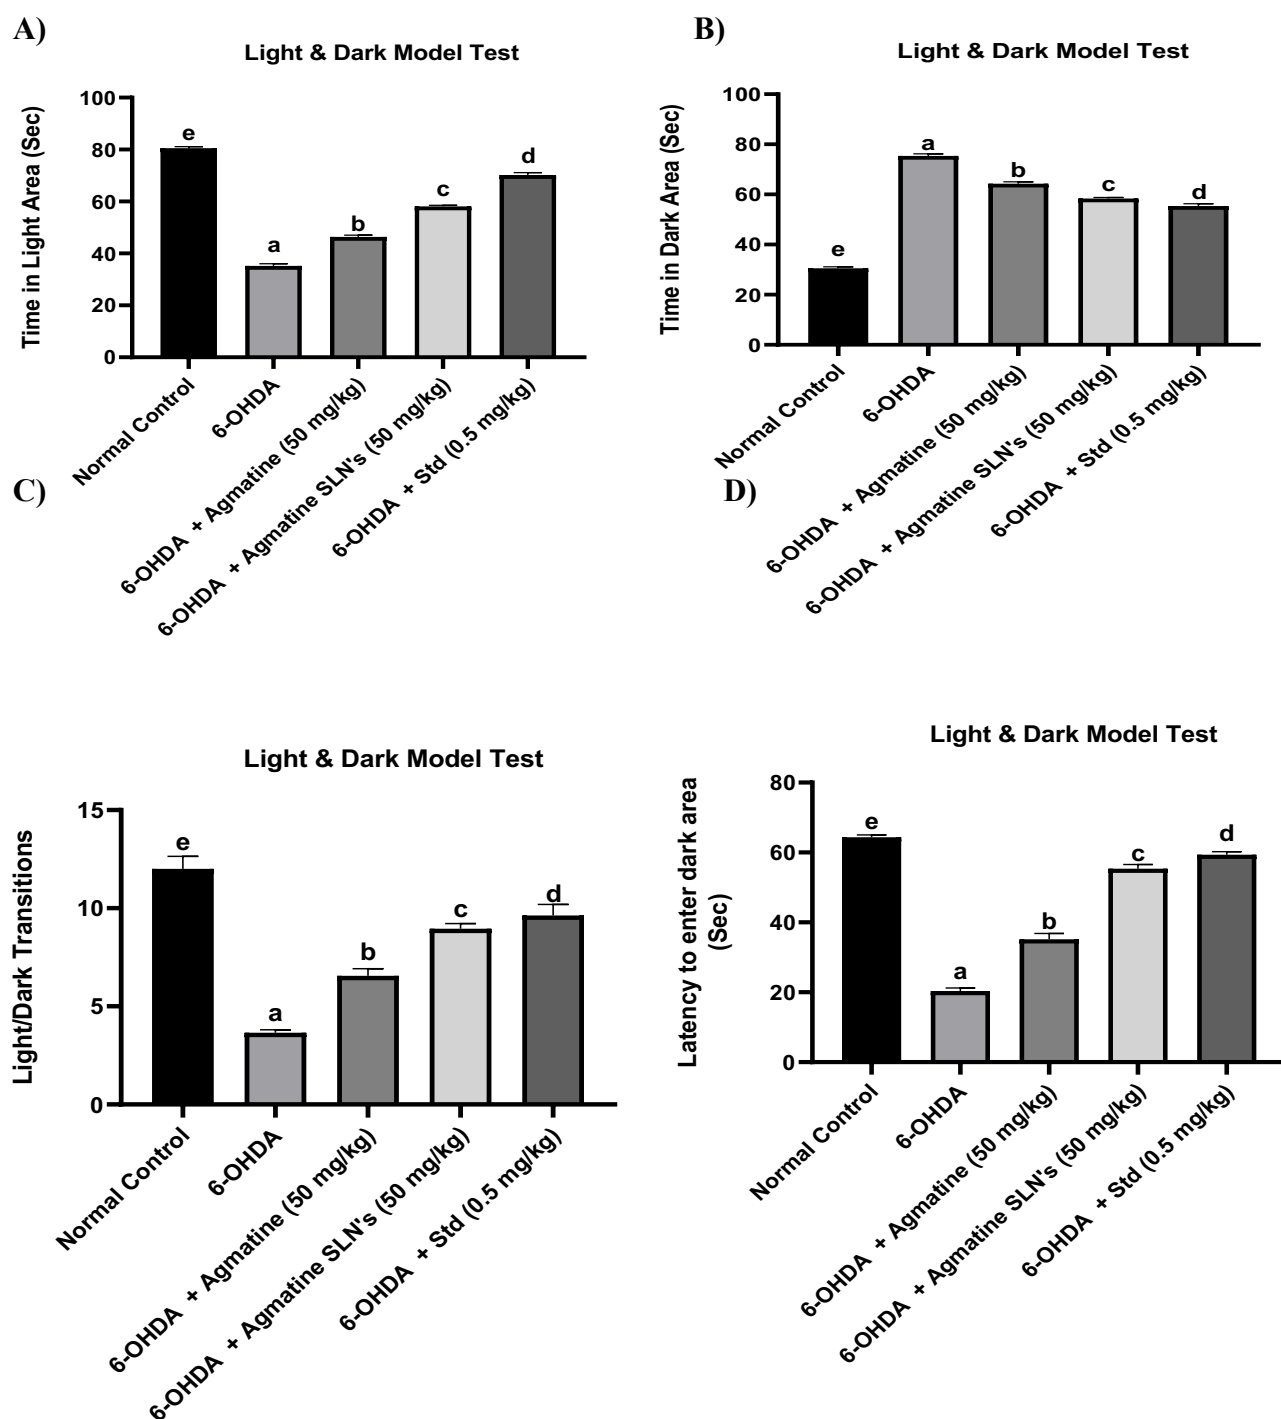 A)
Light & Dark Model Test
Time in Light Area (Sec)
100
80
60
40
20
0
e
a
b
c
d
Normal Control
6-OHDA
6-OHDA + Agmatine (50 mg/kg)
6-OHDA + Agmatine SLN's (50 mg/kg)
6-OHDA + Std (0.5 mg/kg)
B)
Light & Dark Model Test
Time in Dark Area (Sec)
100
80
60
40
20
0
e
a
b
c
d
Normal Control
6-OHDA
6-OHDA + Agmatine (50 mg/kg)
6-OHDA + Agmatine SLN's (50 mg/kg)
6-OHDA + Std (0.5 mg/kg)
C)
Light & Dark Model Test
Light/Dark Transitions
15
10
5
0
e
a
b
c
d
Normal Control
6-OHDA
6-OHDA + Agmatine (50 mg/kg)
6-OHDA + Agmatine SLN's (50 mg/kg)
6-OHDA + Std (0.5 mg/kg)
D)
Light & Dark Model Test
Latency to enter dark area
(Sec)
80
60
40
20
0
e
a
b
c
d
Normal Control
6-OHDA
6-OHDA + Agmatine (50 mg/kg)
6-OHDA + Agmatine SLN's (50 mg/kg)
6-OHDA + Std (0.5 mg/kg)